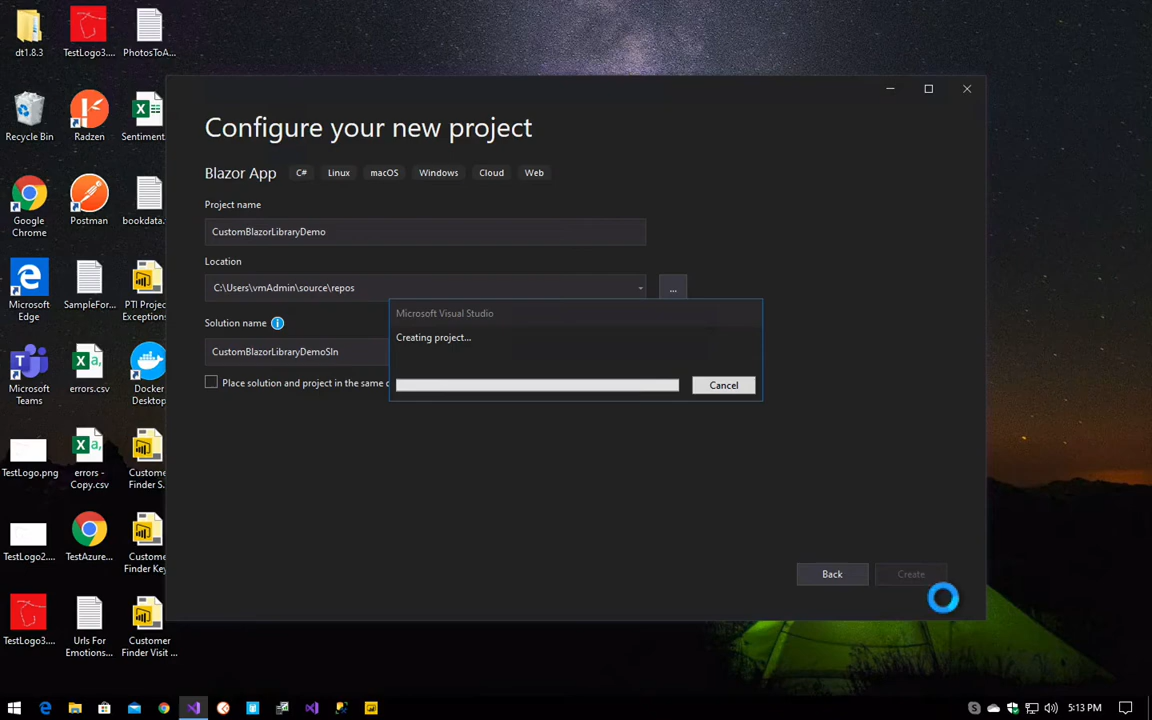 dt1.8.3
TestLogo3....
PhotosToA...
Recycle Bin
Radzen
Sentiment.
Google
Chrome
Postman
bookdata.
Microsoft
Edge
SampleFor...
PTI Projec
Exceptions
Microsoft
Teams
errors.csv
Docker
Desktop
TestLogo.png
errors -
Copy.csv
Custome
Finder S.
TestLogo2....
TestAzure...
Custome
Finder Key
TestLogo3....
Urls For
Emotions...
Customer
Finder Visit ...
Configure your new project
Blazor App
C#
Linux
macOS
Windows
Cloud
Web
Project name
CustomBlazorLibraryDemo
Location
C:\Users\vmAdmin\source\repos
...
Solution name
CustomBlazorLibraryDemoSln
Place solution and project in the same d
Microsoft Visual Studio
Creating project...
Cancel
Back
Create
5:13 PM